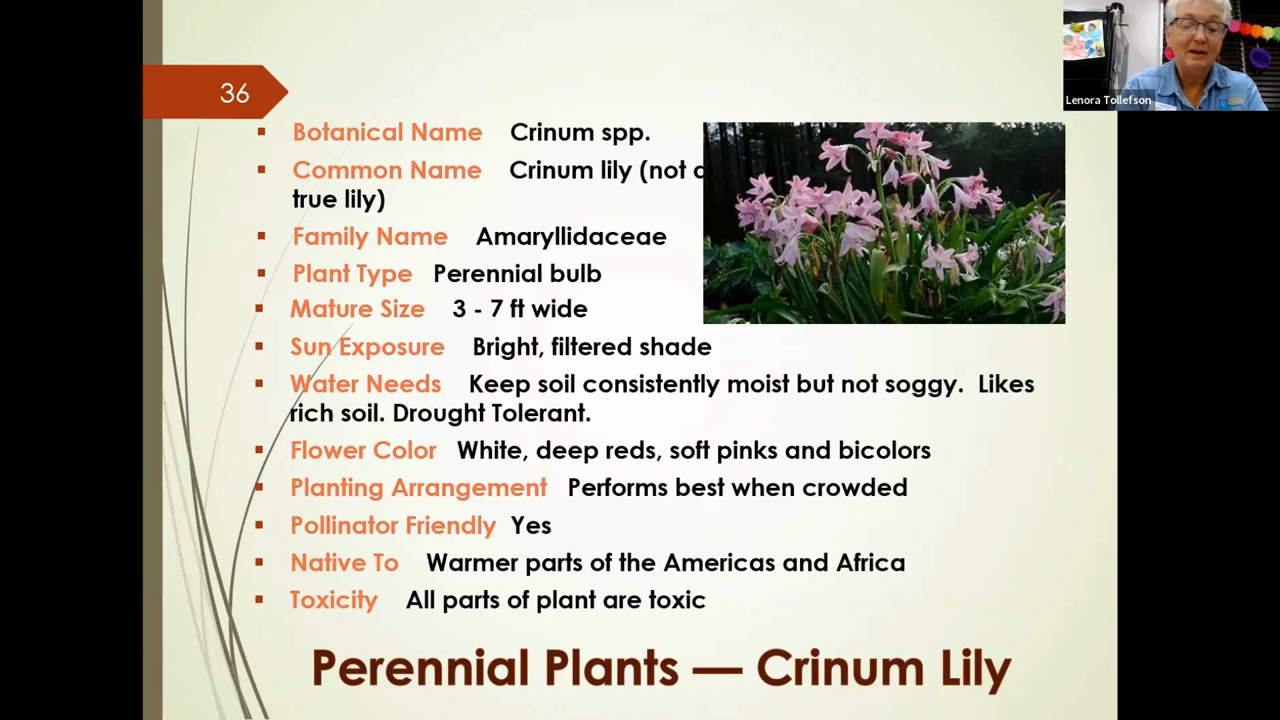 36
Lenora Tollefson
Botanical Name Crinum spp.
Common Name Crinum lily (not a
true lily)
Family Name Amaryllidaceae
Plant Type Perennial bulb
Mature Size 3 - 7 ft wide
Sun Exposure Bright, filtered shade
Water Needs Keep soil consistently moist but not soggy. Likes
rich soil. Drought Tolerant.
Flower Color White, deep reds, soft pinks and bicolors
Planting Arrangement Performs best when crowded
Pollinator Friendly Yes
Native To Warmer parts of the Americas and Africa
Toxicity All parts of plant are toxic
Perennial Plants — Crinum Lily